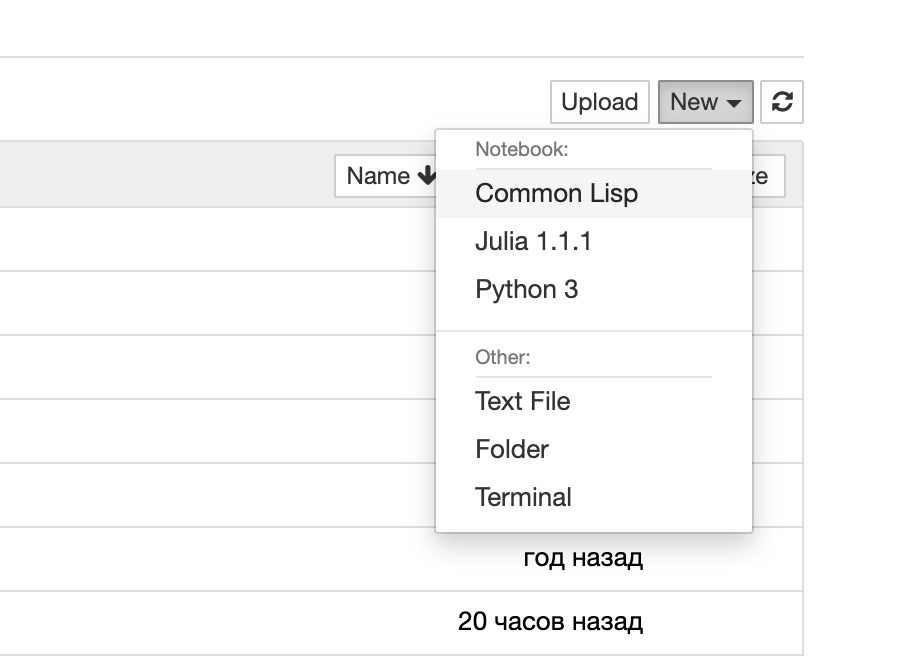 Upload New
Notebook:
Name
Common Lisp
Julia 1.1.1
Python 3
Other:
Text File
Folder
Terminal
год назад
20 часов назад